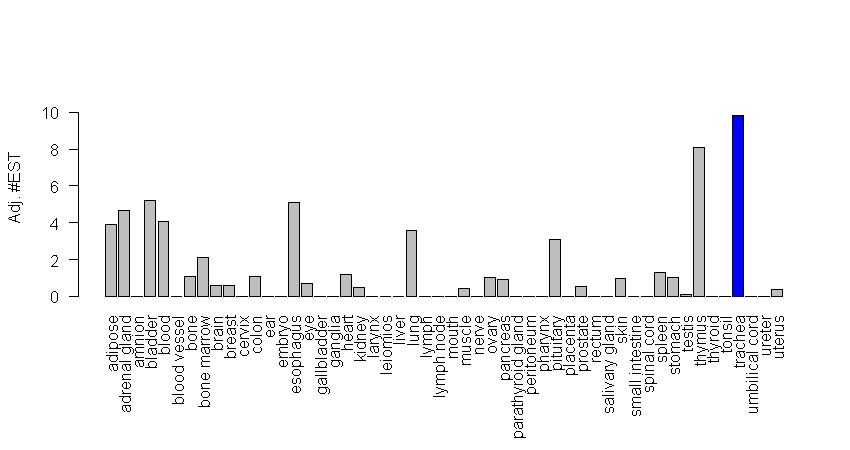 Adj. #EST
10
8
6
4
2
0
adipose
adrenal gland
amnion
bladder
blood
blood vessel
bone
bone marrow
brain
breast
cervix
colon
ear
embryo
esophagus
eye
gallbladder
ganglia
heart
kidney
larynx
leiomios
liver
lung
lymph
lymph node
mouth
muscle
nerve
ovary
pancreas
parathyroid gland
peritoneum
pharynx
pituitary
placenta
prostate
rectum
salivary gland
skin
small intestine
spinal cord
spleen
stomach
testis
thymus
thyroid
tonsil
trachea
umbilical cord
ureter
uterus